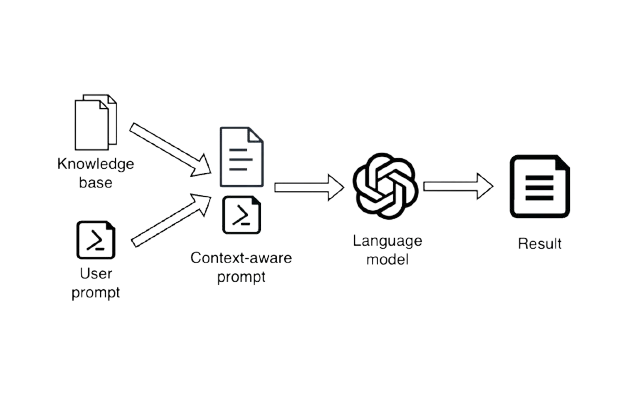 Knowledge
base
User
prompt
Context-aware
prompt
Language
model
Result